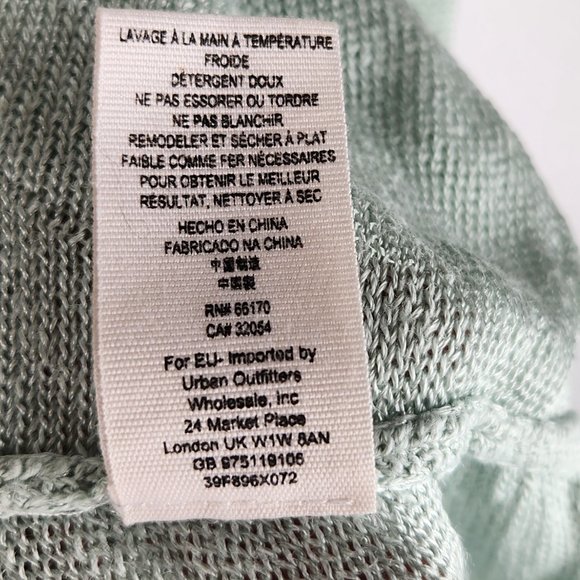 LAVAGE À LA MAIN À TEMPÉRATURE
FROIDE
DÉTERGENT DOUX
NE PAS ESSORER OU TORDRE
NE PAS BLANCHIR
REMODELER ET SÉCHER À PLAT
FAIBLE COMME FER NÉCESSAIRES
POUR OBTENIR LE MEILLEUR
RÉSULTAT, NETTOYER À SEC
HECHO EN CHINA
FABRICADO NA CHINA
中國製造
中國製
RN# 66170
CA# 32054
For EU- Imported by
Urban Outfitters
Wholesale, Inc
24 Market Place
London UK W1W 8AN
GB 975119106
39F896X072